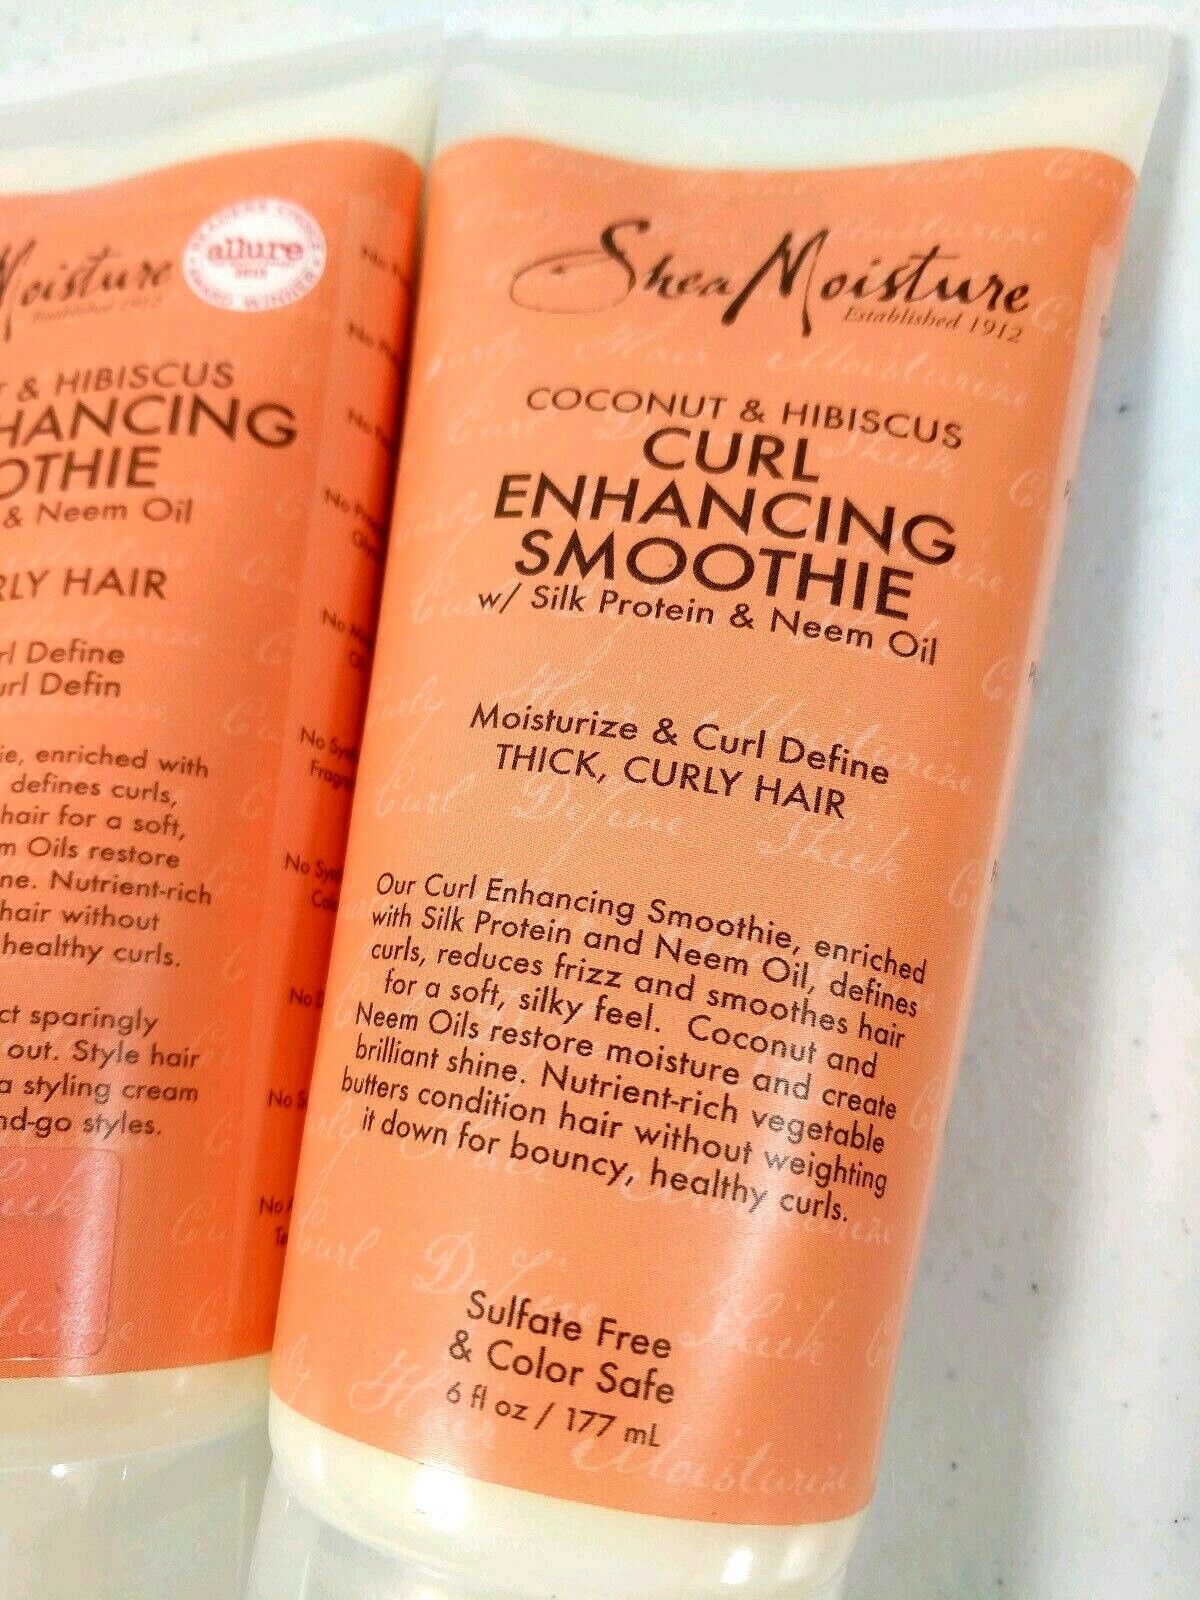 Moisture
Established 1912
allure
& HIBISCUS
HANCING
OTHIE
& Neem Oil
RLY HAIR
rl Define
url Defin
ie, enriched with
defines curls,
hair for a soft,
m Oils restore
ne. Nutrient-rich
hair without
healthy curls.
ct sparingly
out. Style hair
a styling cream
nd-go styles.
Shea Moisture
Established 1912
COCONUT & HIBISCUS
CURL
ENHANCING
SMOOTHIE
w/ Silk Protein & Neem Oil
Moisturize & Curl Define
THICK, CURLY HAIR
Our Curl Enhancing Smoothie, enriched
with Silk Protein and Neem Oil, defines
curls, reduces frizz and smoothes hair
for a soft, silky feel. Coconut and
Neem Oils restore moisture and create
brilliant shine. Nutrient-rich vegetable
butters condition hair without weighting
it down for bouncy, healthy curls.
Sulfate Free
& Color Safe
6 fl oz / 177 mL